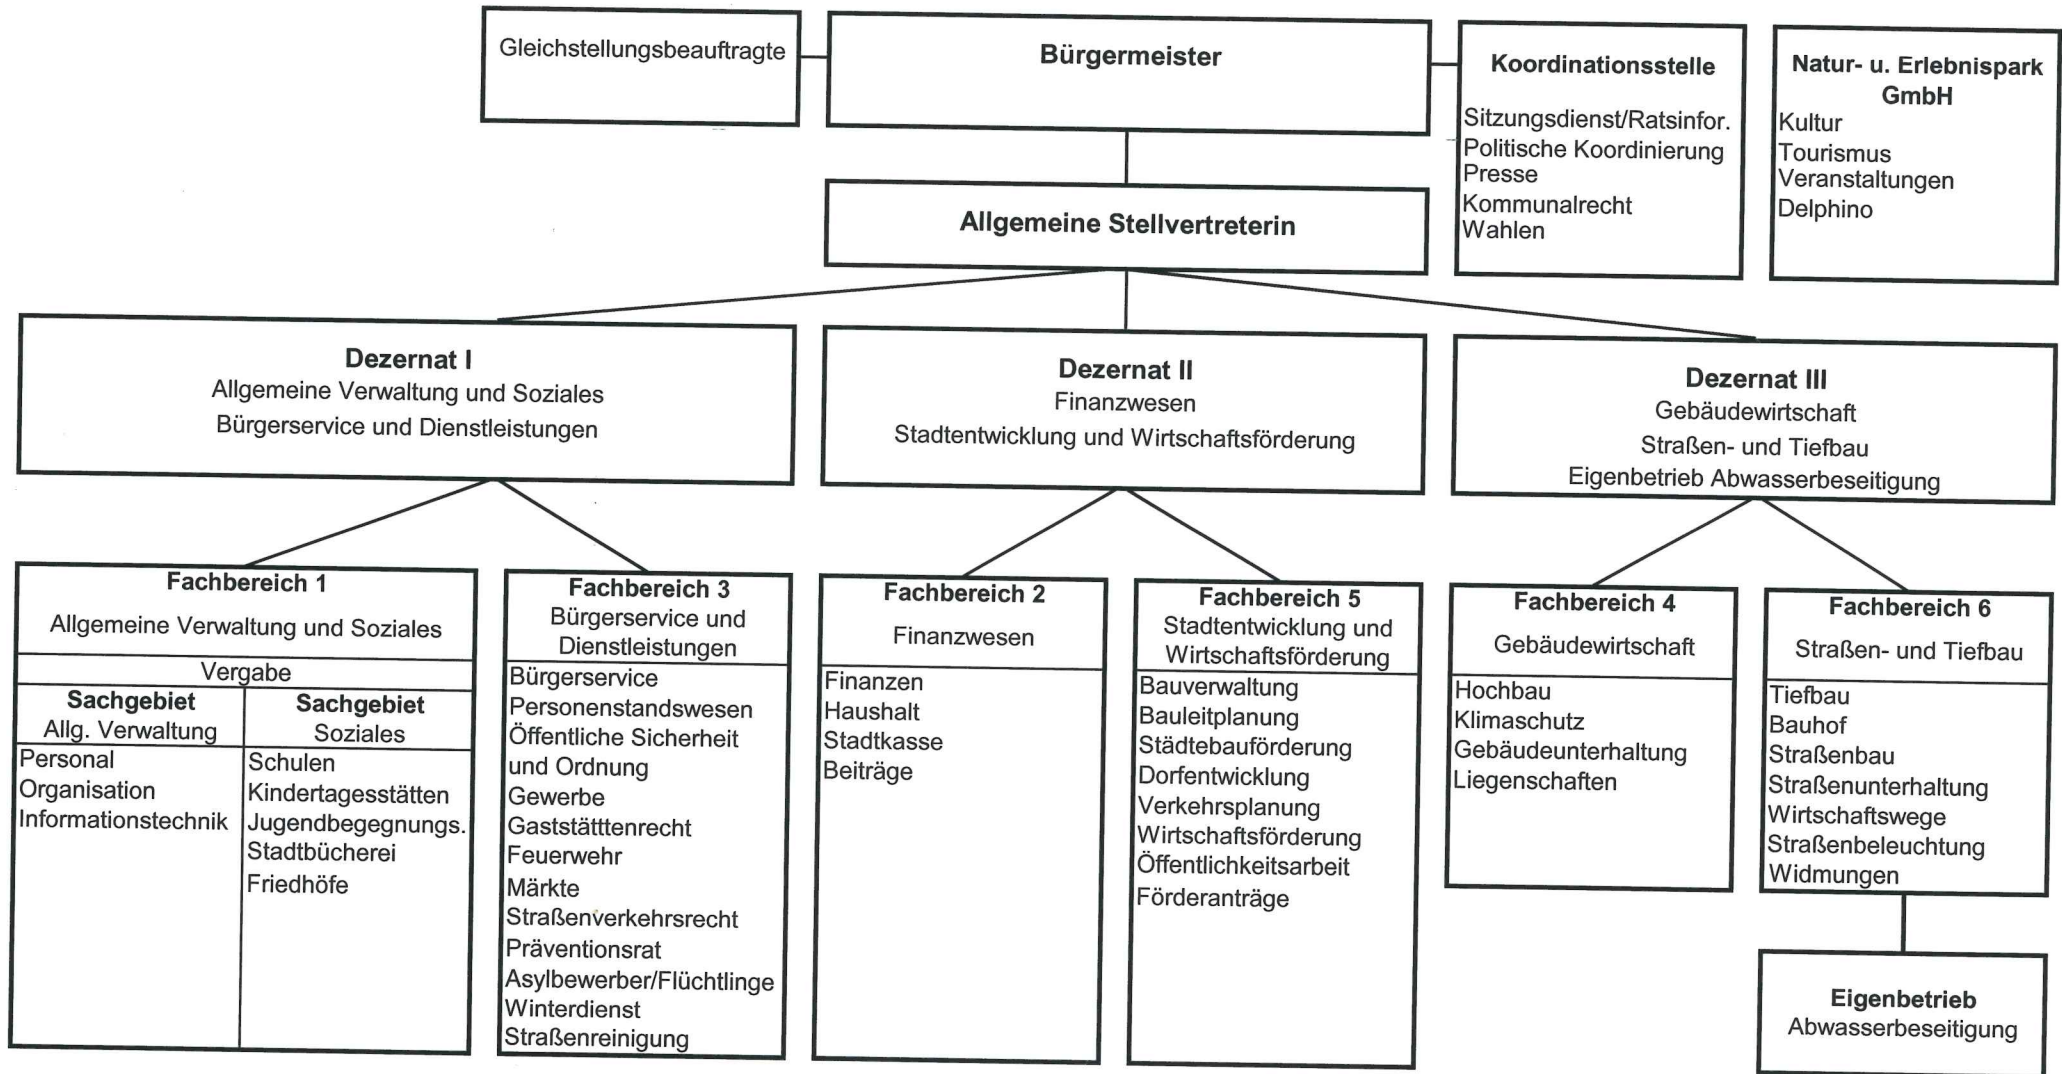 Gleichstellungsbeauftragte
Bürgermeister
Koordinationsstelle
Sitzungsdienst/Ratsinfor.
Politische Koordinierung
Presse
Kommunalrecht
Wahlen
Natur- u. Erlebnispark
GmbH
Kultur
Tourismus
Veranstaltungen
Delphino
Allgemeine Stellvertreterin
Dezernat I
Allgemeine Verwaltung und Soziales
Bürgerservice und Dienstleistungen
Dezernat II
Finanzwesen
Stadtentwicklung und Wirtschaftsförderung
Dezernat III
Gebäudewirtschaft
Straßen- und Tiefbau
Eigenbetrieb Abwasserbeseitigung
Fachbereich 1
Allgemeine Verwaltung und Soziales
Vergabe
Sachgebiet
Allg. Verwaltung
Personal
Organisation
Informationstechnik
Sachgebiet
Soziales
Schulen
Kindertagesstätten
Jugendbegegnungs.
Stadtbücherei
Friedhöfe
Fachbereich 3
Bürgerservice und
Dienstleistungen
Bürgerservice
Personenstandswesen
Öffentliche Sicherheit
und Ordnung
Gewerbe
Gaststätttenrecht
Feuerwehr
Märkte
Straßenverkehrsrecht
Präventionsrat
Asylbewerber/Flüchtlinge
Winterdienst
Straßenreinigung
Fachbereich 2
Finanzwesen
Finanzen
Haushalt
Stadtkasse
Beiträge
Fachbereich 5
Stadtentwicklung und
Wirtschaftsförderung
Bauverwaltung
Bauleitplanung
Städtebauförderung
Dorfentwicklung
Verkehrsplanung
Wirtschaftsförderung
Öffentlichkeitsarbeit
Förderanträge
Fachbereich 4
Gebäudewirtschaft
Hochbau
Klimaschutz
Gebäudeunterhaltung
Liegenschaften
Fachbereich 6
Straßen- und Tiefbau
Tiefbau
Bauhof
Straßenbau
Straßenunterhaltung
Wirtschaftswege
Straßenbeleuchtung
Widmungen
Eigenbetrieb
Abwasserbeseitigung